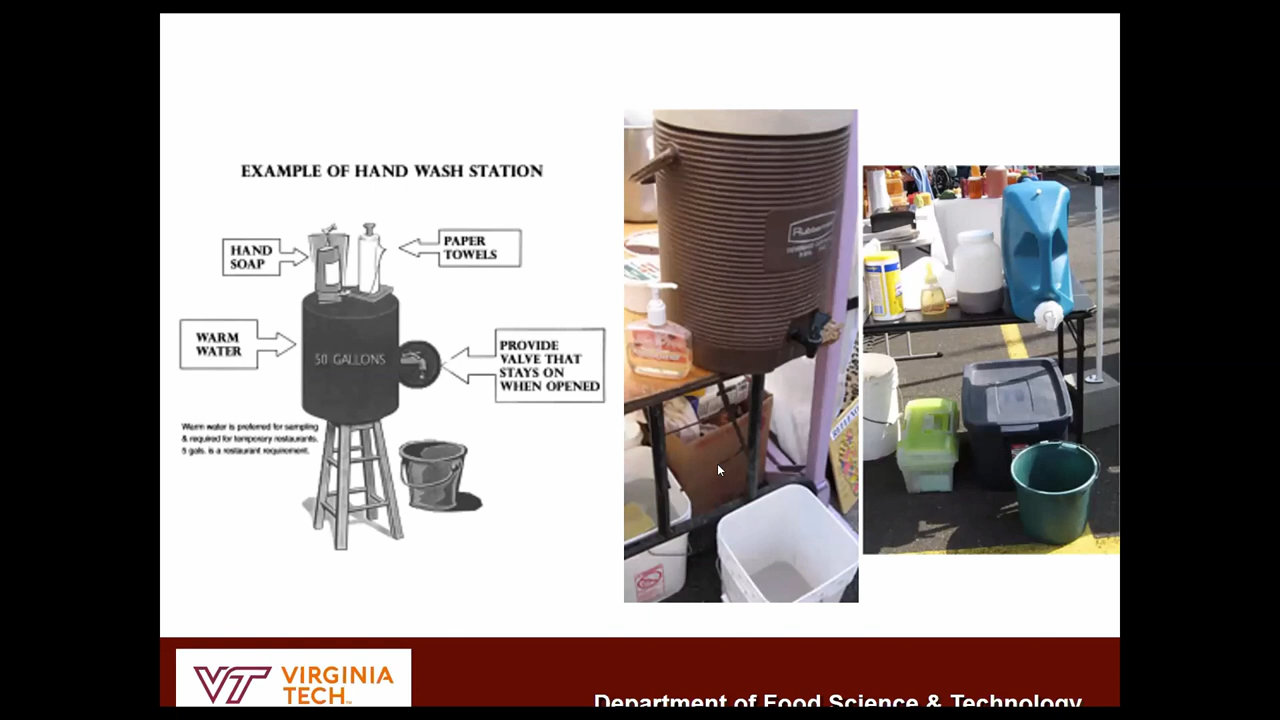 EXAMPLE OF HAND WASH STATION
HAND
SOAP
PAPER
TOWELS
WARM
WATER
50 GALLONS
PROVIDE
VALVE THAT
STAYS ON
WHEN OPENED
Warm water is preferred for sampling
& required for temporary restaurants.
5 gals. is a restaurant requirement.
VT VIRGINIA
TECH
Department of Food Science & Technology